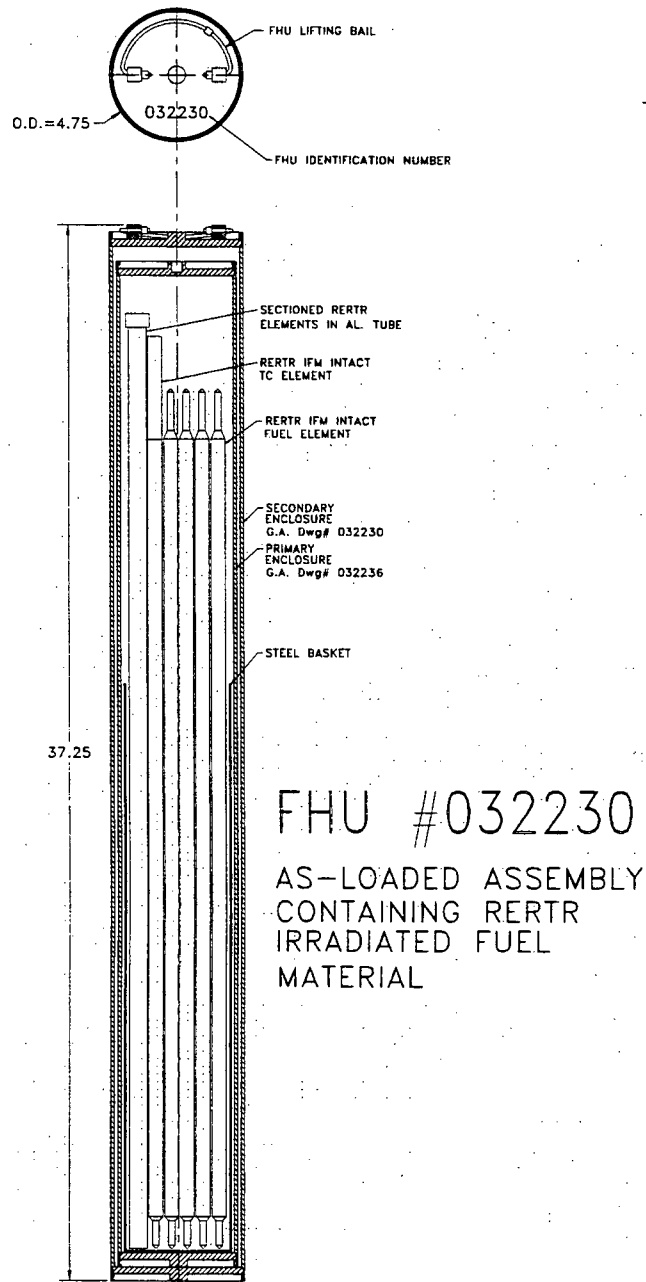 FHU LIFTING BAIL
032230
O.D.=4.75
FHU IDENTIFICATION NUMBER
SECTIONED RERTR
ELEMENTS IN AL. TUBE
RERTR IFM INTACT
TC ELEMENT
RERTR IFM INTACT
FUEL ELEMENT
SECONDARY
ENCLOSURE
G.A. Dwg# 032230
PRIMARY
ENCLOSURE
G.A. Dwg# 032236
STEEL BASKET
37.25
FHU #032230
AS-LOADED ASSEMBLY
CONTAINING RERTR
IRRADIATED FUEL
MATERIAL